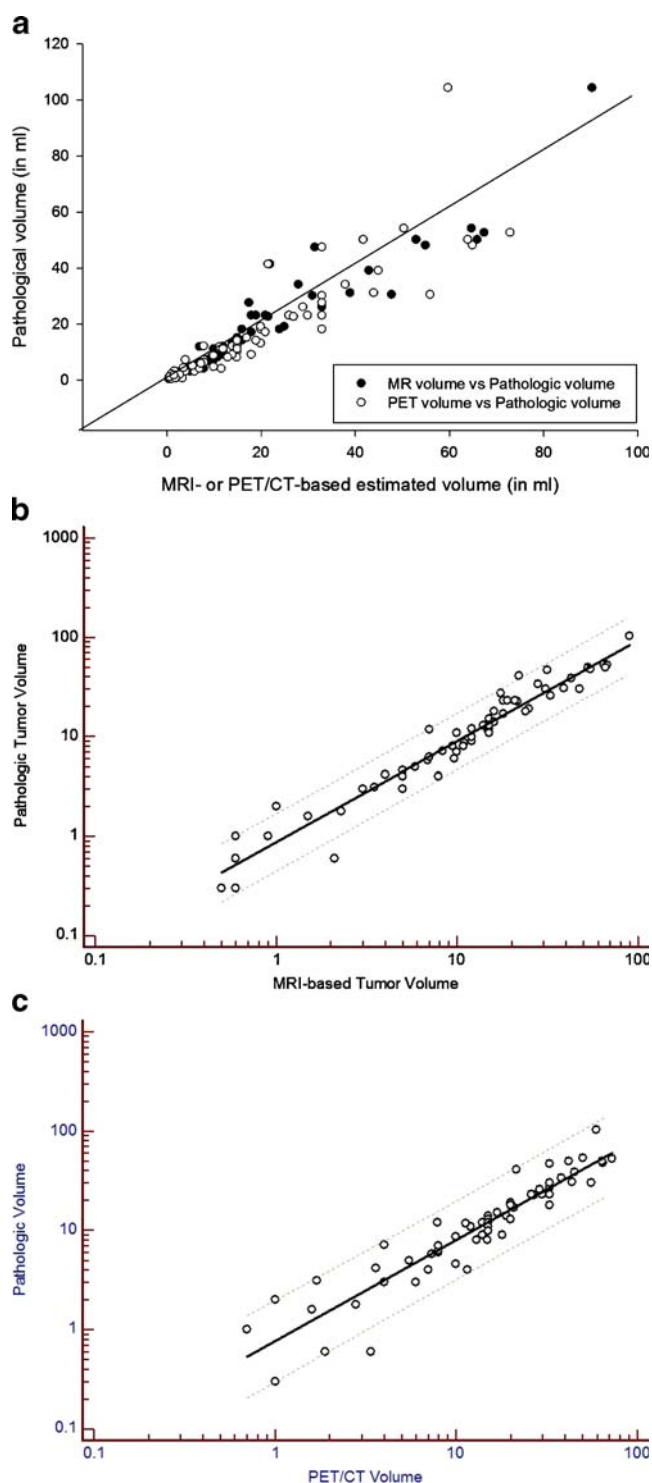 a
120
100
80
60
40
20
0
Pathological volume (in ml)
MR volume vs Pathologic volume
PET volume vs Pathologic volume
0 20 40 60 80 100
MRI- or PET/CT-based estimated volume (in ml)
b
1000
100
10
1
0.1
Pathologic Tumor Volume
0.1 1 10 100
MRI-based Tumor Volume
c
1000
100
10
1
0.1
Pathologic Volume
0.1 1 10 100
PET/CT Volume